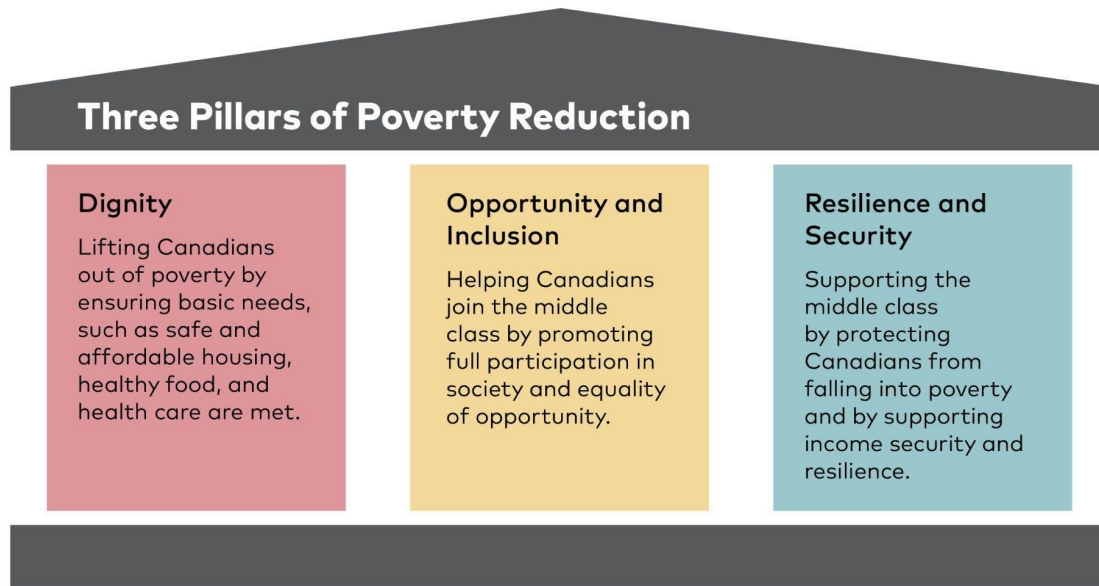 Three Pillars of Poverty Reduction
Dignity
Lifting Canadians
out of poverty by
ensuring basic needs,
such as safe and
affordable housing,
healthy food, and
health care are met.
Opportunity and
Inclusion
Helping Canadians
join the middle
class by promoting
full participation in
society and equality
of opportunity.
Resilience and
Security
Supporting the
middle class
by protecting
Canadians from
falling into poverty
and by supporting
income security and
resilience.